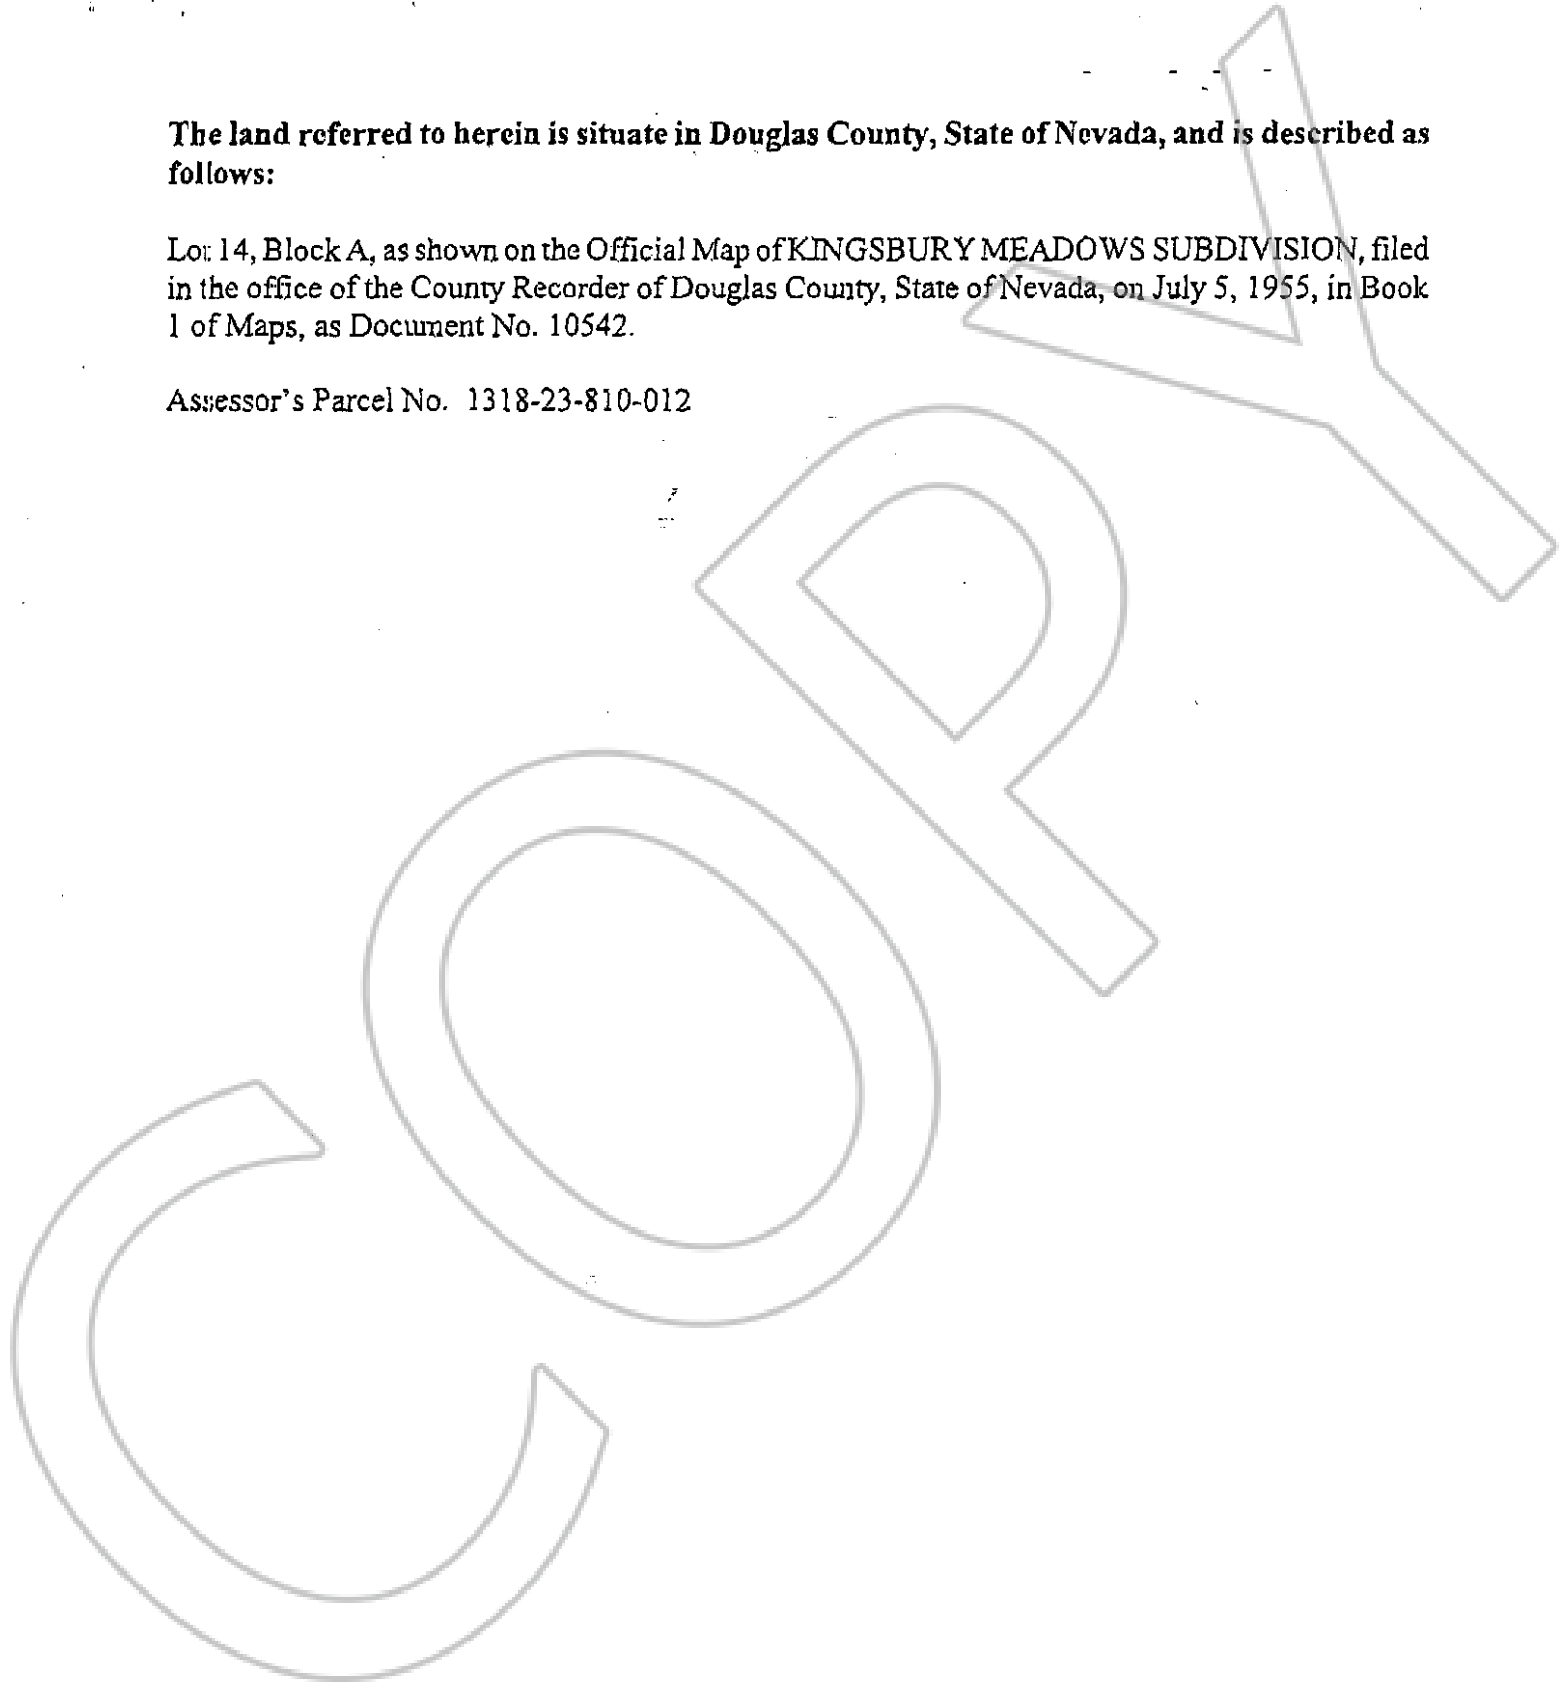 The land referred to herein is situate in Douglas County, State of Nevada, and is described as
follows:
Lot 14, Block A, as shown on the Official Map of KINGSBURY MEADOWS SUBDIVISION, filed
in the office of the County Recorder of Douglas County, State of Nevada, on July 5, 1955, in Book
1 of Maps, as Document No. 10542.
Assessor's Parcel No. 1318-23-810-012
COPY